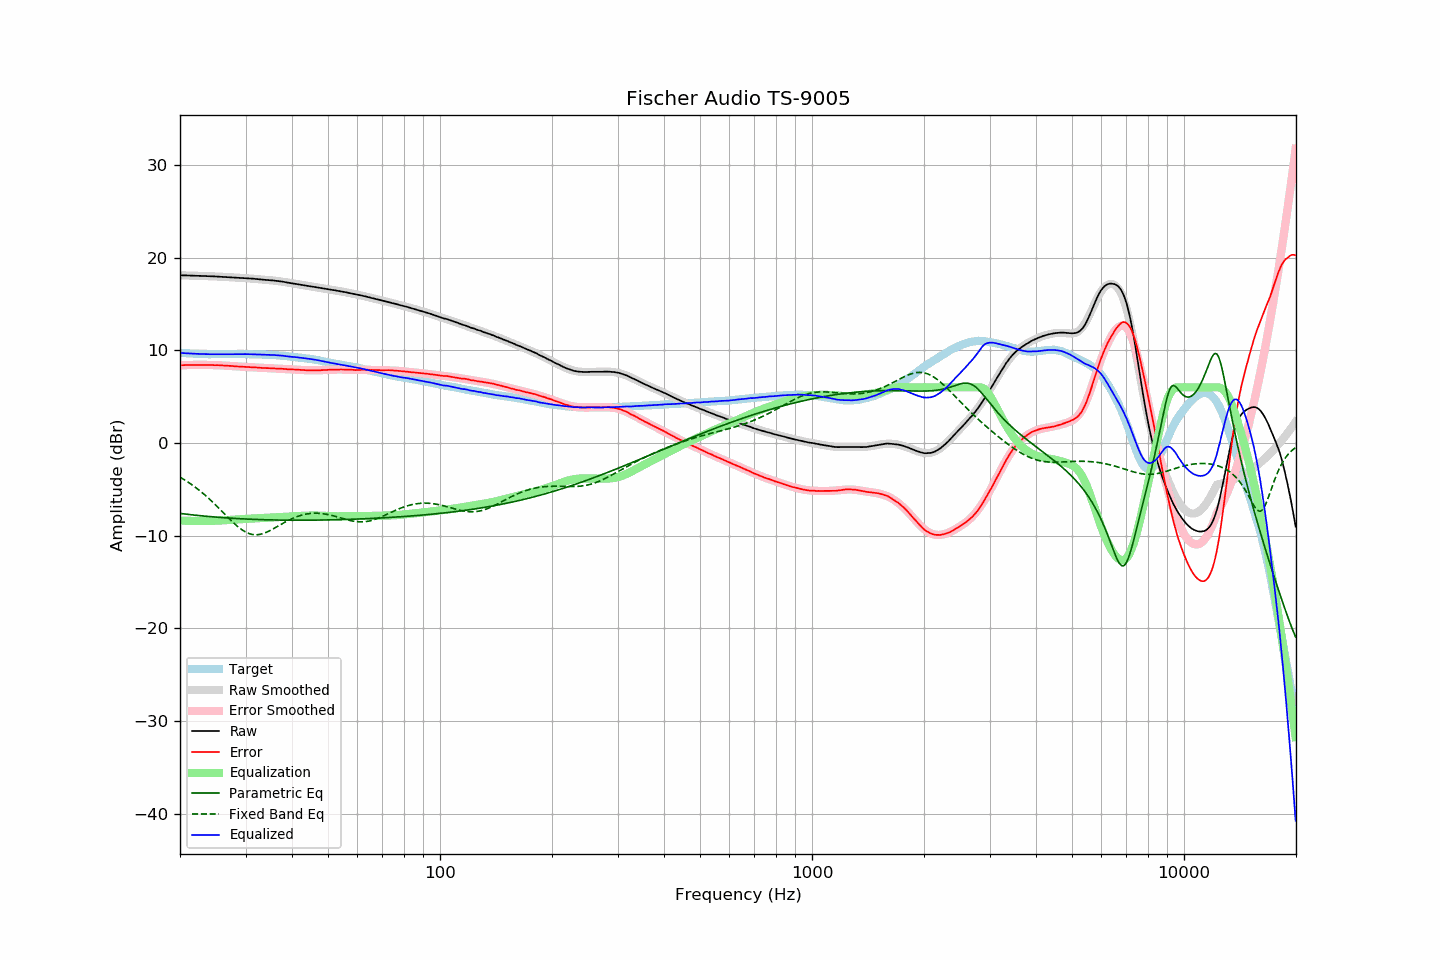 Fischer Audio TS-9005
30
20
10
0
−10
−20
−30
−40
Amplitude (dBr)
Target
Raw Smoothed
Error Smoothed
Raw
Error
Equalization
Parametric Eq
Fixed Band Eq
Equalized
100
1000
10000
Frequency (Hz)